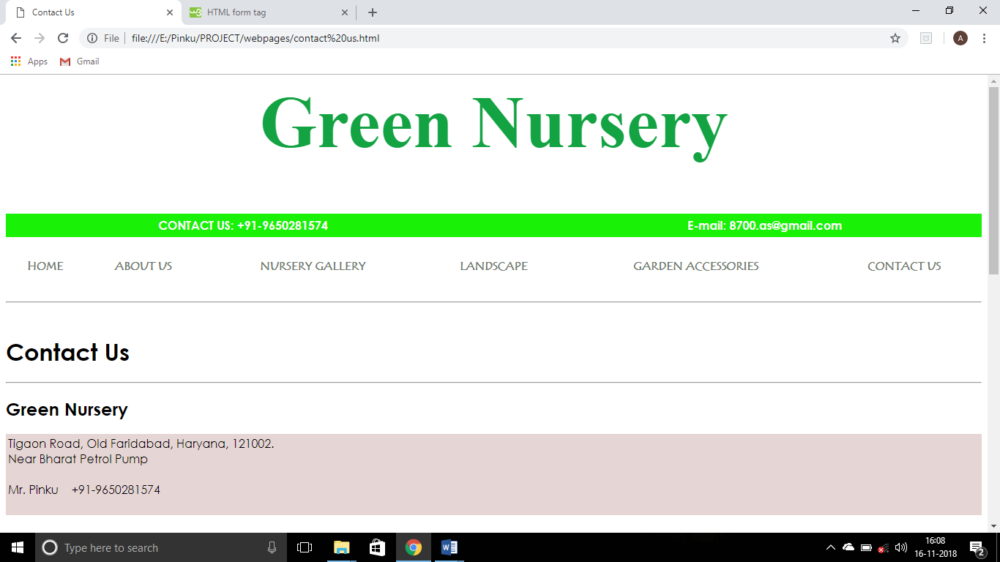 Contact Us
HTML form tag
File file:///E:/Pinku/PROJECT/webpages/contact%20us.html
A
Apps Gmail
Green Nursery
CONTACT US: +91-9650281574 E-mail: 8700.as@gmail.com
HOME ABOUT US NURSERY GALLERY LANDSCAPE GARDEN ACCESSORIES CONTACT US
Contact Us
Green Nursery
Tigaon Road, Old Faridabad, Haryana, 121002.
Near Bharat Petrol Pump
Mr. Pinku +91-9650281574
Type here to search
16:08
16-11-2018
2